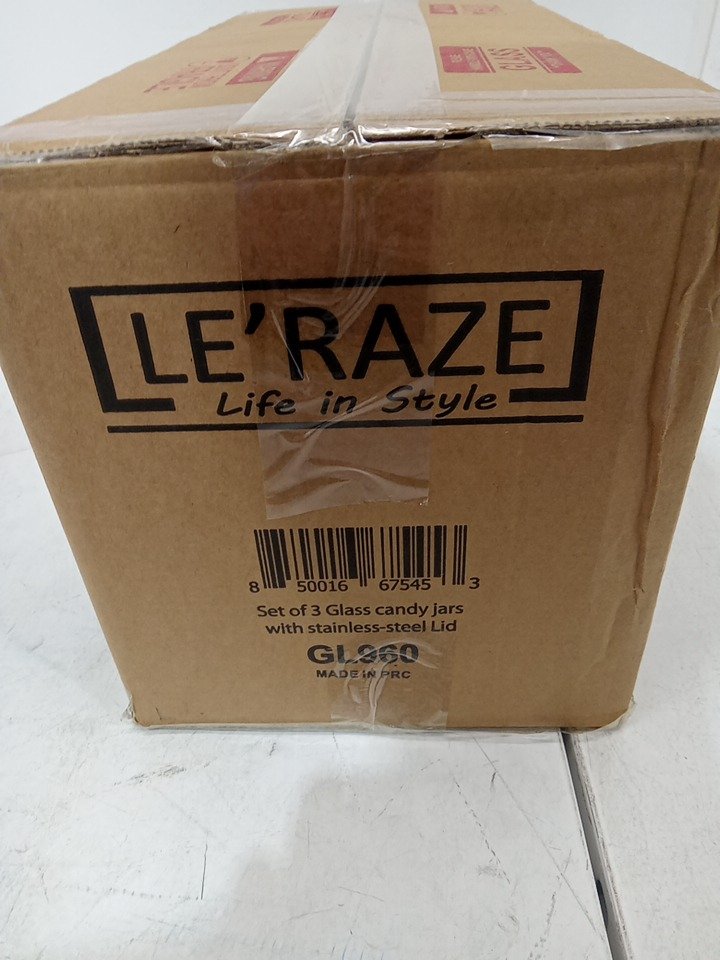 GLASS
LE'RAZE
Life in Style
8 50016 67545 3
Set of 3 Glass candy jars
with stainless-steel Lid
GL960
MADE IN PRC